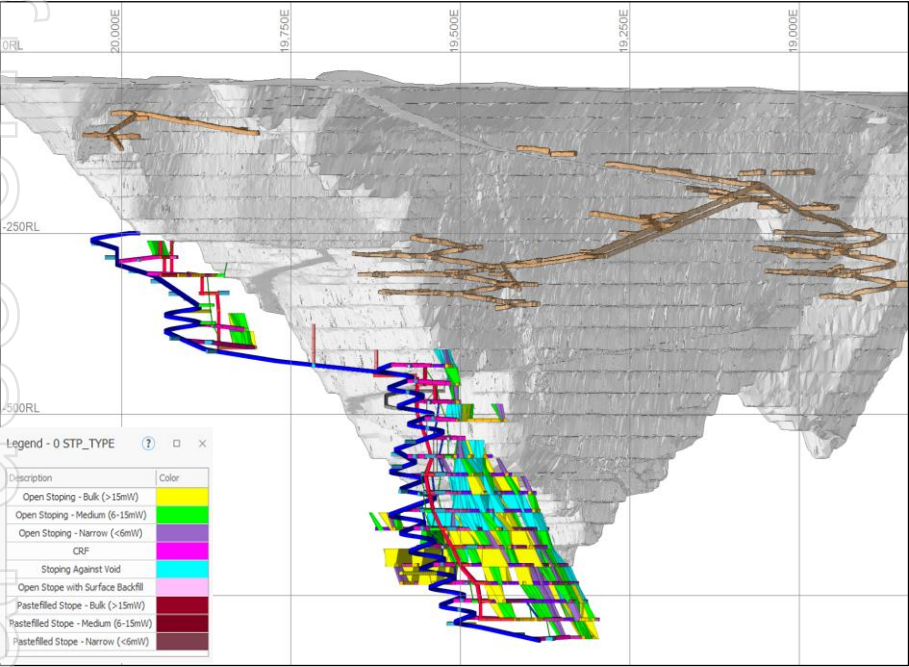 20,000E
19,750E
19,500E
19,250E
19,000E
0RL
-250RL
-500RL
Legend - 0 STP_TYPE
Description Color
Open Stoping - Bulk (>15mW)
Open Stoping - Medium (6-15mW)
Open Stoping - Narrow (<6mW)
CRF
Stoping Against Void
Open Stope with Surface Backfill
Pastefilled Stope - Bulk (>15mW)
Pastefilled Stope - Medium (6-15mW)
Pastefilled Stope - Narrow (<6mW)